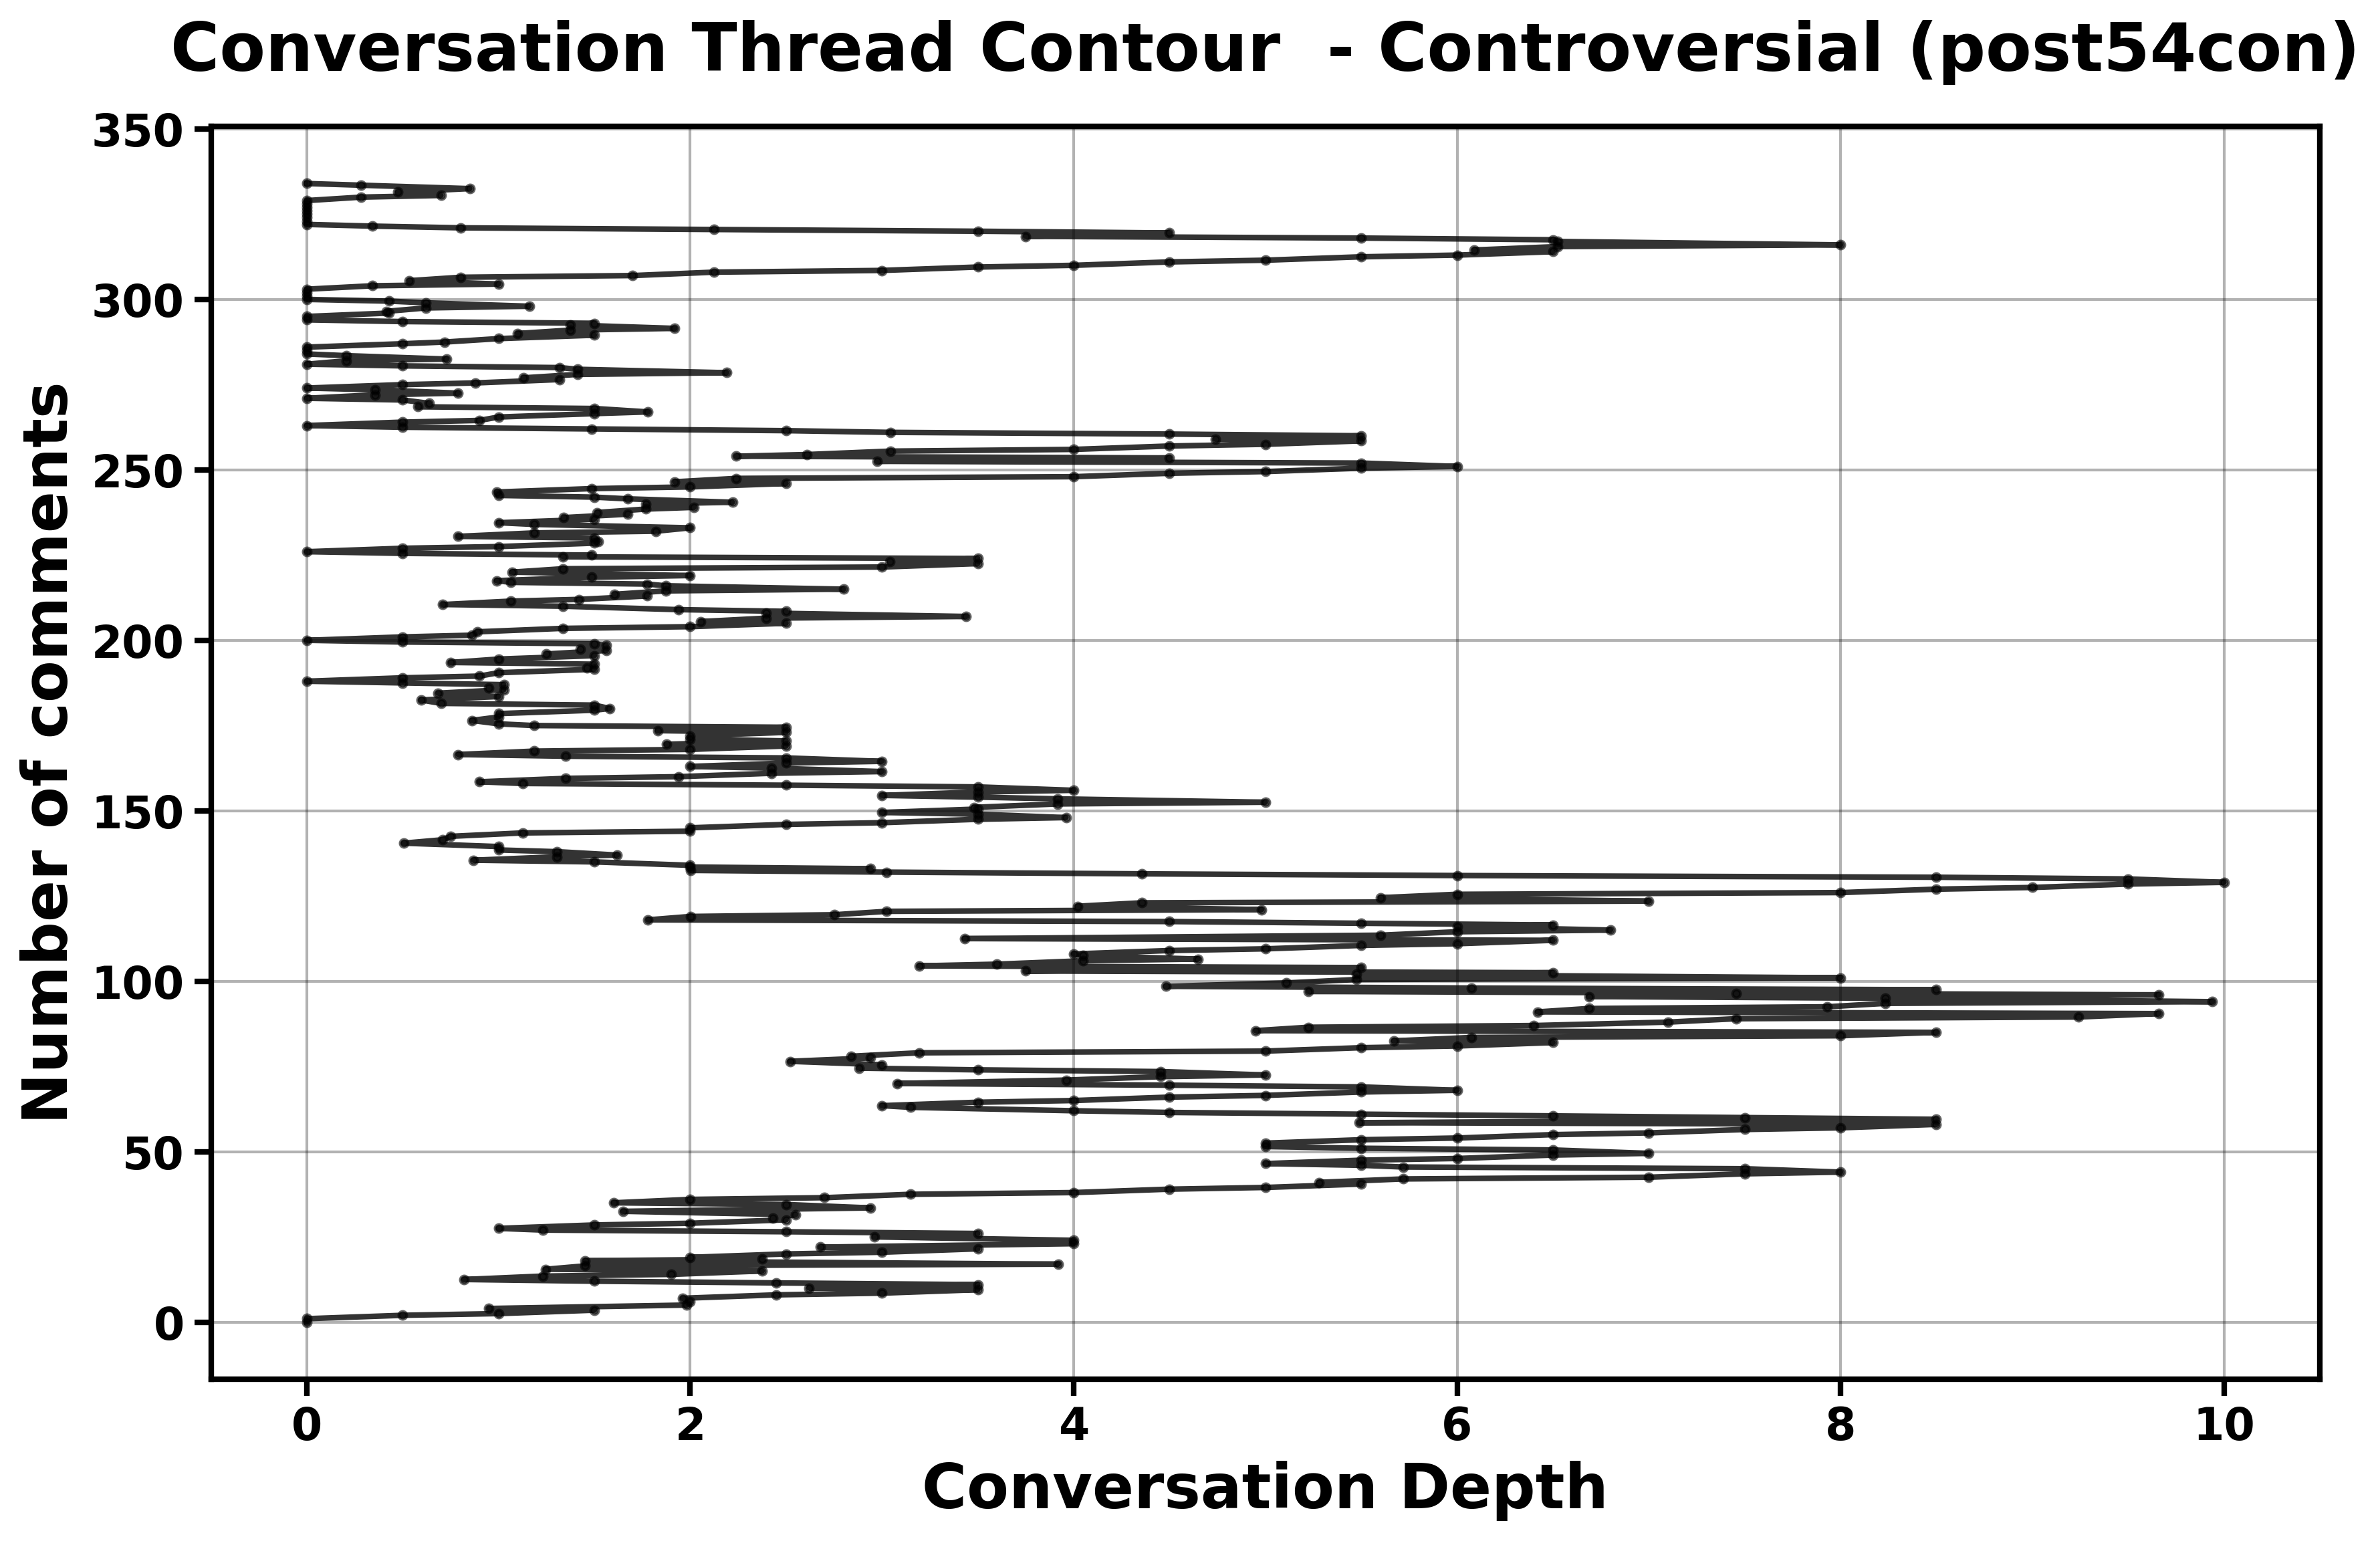 Conversation Thread Contour  - Controversial (post54con)
350
300
250
200
150
100
50
0
Number of comments
0 2 4 6 8 10
Conversation Depth